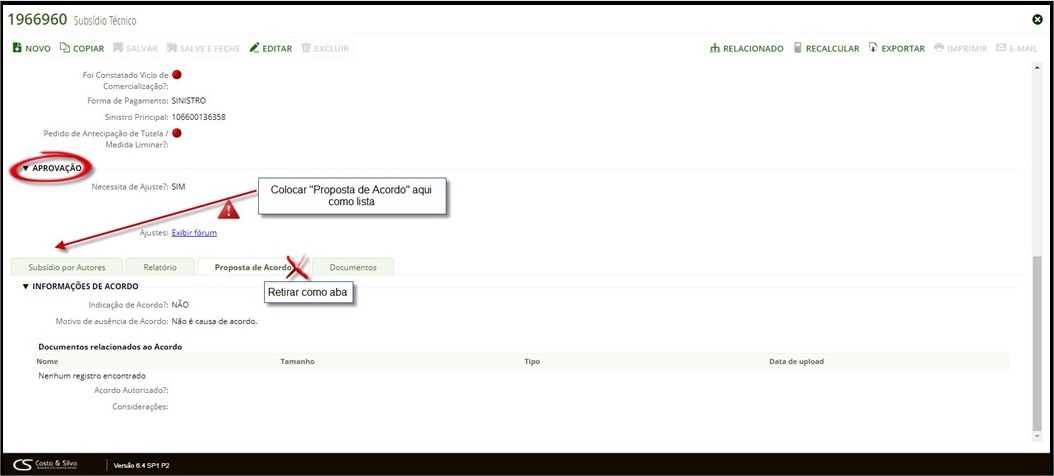 1966960 Subsídio Técnico
NOVO COPIAR SALVAR SALVE E FECHE EDITAR EXCLUIR RELACIONADO RECALCULAR EXPORTAR IMPRIMIR E-MAIL
Foi Constatado Vicio de
Comercialização?:
Forma de Pagamento: SINISTRO
Sinistro Principal: 106600136358
Pedido de Antecipação de Tutela /
Medida Liminar?:
APROVAÇÃO
Necessita de Ajuste?: SIM
Colocar "Proposta de Acordo" aqui
como lista
Ajustes: Exibir fórum
Subsídio por Autores Relatório Proposta de Acordo Documentos
Retirar como aba
INFORMAÇÕES DE ACORDO
Indicação de Acordo?: NÃO
Motivo de ausência de Acordo: Não é causa de acordo.
Documentos relacionados ao Acordo
Nome Tamanho Tipo Data de upload
Nenhum registro encontrado
Acordo Autorizado?:
Considerações:
CS Costa & Silva Versão 6.4 SP1 P2